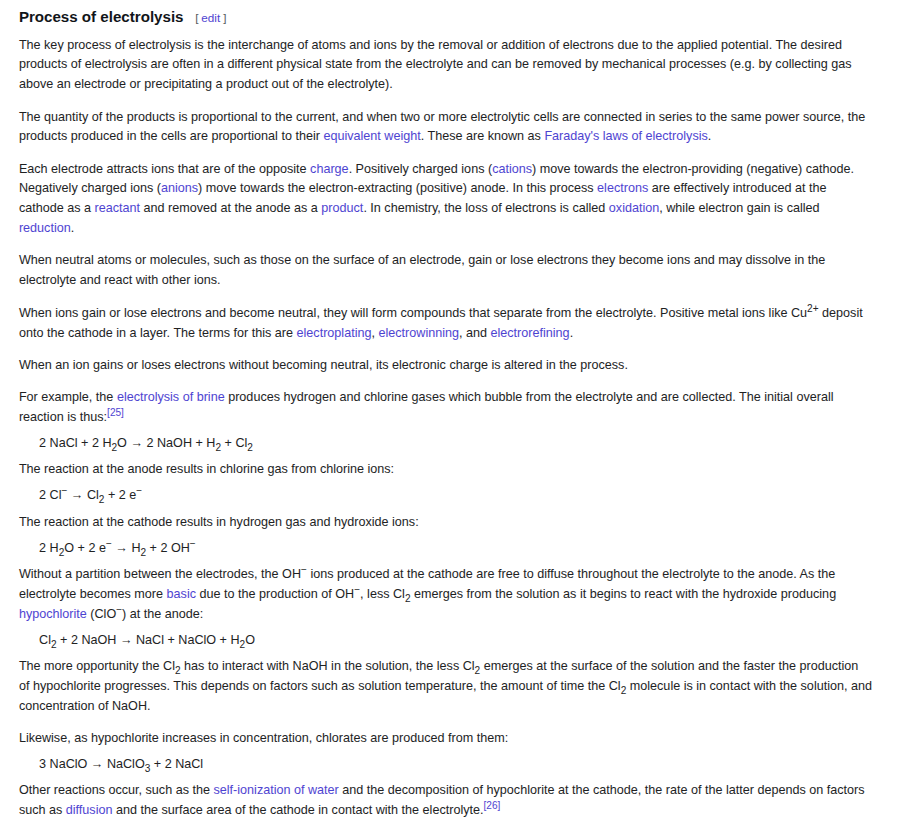 Process of electrolysis [ edit ]
The key process of electrolysis is the interchange of atoms and ions by the removal or addition of electrons due to the applied potential. The desired
products of electrolysis are often in a different physical state from the electrolyte and can be removed by mechanical processes (e.g. by collecting gas
above an electrode or precipitating a product out of the electrolyte).
The quantity of the products is proportional to the current, and when two or more electrolytic cells are connected in series to the same power source, the
products produced in the cells are proportional to their equivalent weight. These are known as Faraday's laws of electrolysis.
Each electrode attracts ions that are of the opposite charge. Positively charged ions (cations) move towards the electron-providing (negative) cathode.
Negatively charged ions (anions) move towards the electron-extracting (positive) anode. In this process electrons are effectively introduced at the
cathode as a reactant and removed at the anode as a product. In chemistry, the loss of electrons is called oxidation, while electron gain is called
reduction.
When neutral atoms or molecules, such as those on the surface of an electrode, gain or lose electrons they become ions and may dissolve in the
electrolyte and react with other ions.
When ions gain or lose electrons and become neutral, they will form compounds that separate from the electrolyte. Positive metal ions like Cu²⁺ deposit
onto the cathode in a layer. The terms for this are electroplating, electrowinning, and electrorefining.
When an ion gains or loses electrons without becoming neutral, its electronic charge is altered in the process.
For example, the electrolysis of brine produces hydrogen and chlorine gases which bubble from the electrolyte and are collected. The initial overall
reaction is thus:[25]
2 NaCl + 2 H₂O → 2 NaOH + H₂ + Cl₂
The reaction at the anode results in chlorine gas from chlorine ions:
2 Cl⁻ → Cl₂ + 2 e⁻
The reaction at the cathode results in hydrogen gas and hydroxide ions:
2 H₂O + 2 e⁻ → H₂ + 2 OH⁻
Without a partition between the electrodes, the OH⁻ ions produced at the cathode are free to diffuse throughout the electrolyte to the anode. As the
electrolyte becomes more basic due to the production of OH⁻, less Cl₂ emerges from the solution as it begins to react with the hydroxide producing
hypochlorite (ClO⁻) at the anode:
Cl₂ + 2 NaOH → NaCl + NaClO + H₂O
The more opportunity the Cl₂ has to interact with NaOH in the solution, the less Cl₂ emerges at the surface of the solution and the faster the production
of hypochlorite progresses. This depends on factors such as solution temperature, the amount of time the Cl₂ molecule is in contact with the solution, and
concentration of NaOH.
Likewise, as hypochlorite increases in concentration, chlorates are produced from them:
3 NaClO → NaClO₃ + 2 NaCl
Other reactions occur, such as the self-ionization of water and the decomposition of hypochlorite at the cathode, the rate of the latter depends on factors
such as diffusion and the surface area of the cathode in contact with the electrolyte.[26]